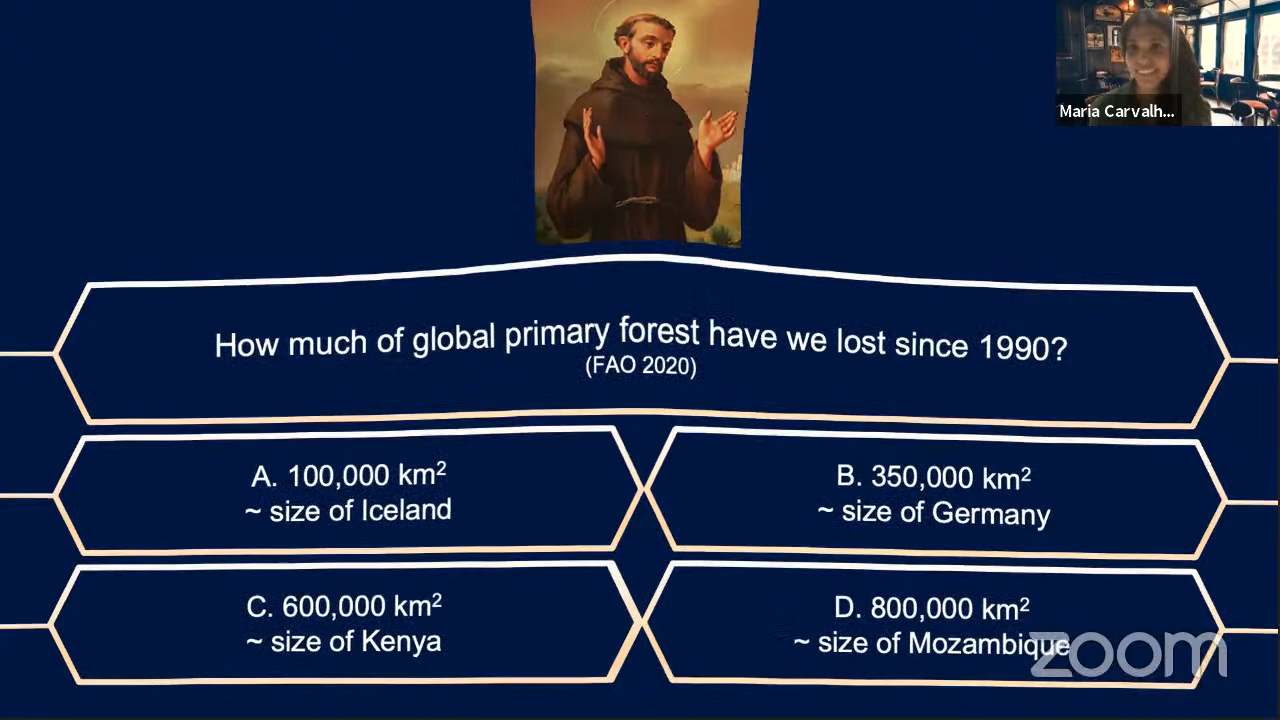 Maria Carvalh...
How much of global primary forest have we lost since 1990?
(FAO 2020)
A. 100,000 km²
~ size of Iceland
B. 350,000 km²
~ size of Germany
C. 600,000 km²
~ size of Kenya
D. 800,000 km²
~ size of Mozambique
zoom